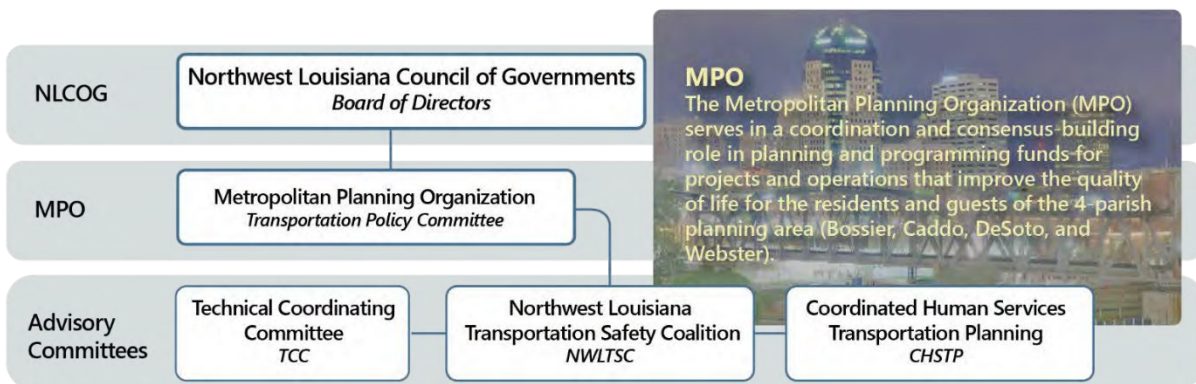 NLCOG
Northwest Louisiana Council of Governments
Board of Directors
MPO
The Metropolitan Planning Organization (MPO)
serves in a coordination and consensus-building
role in planning and programming funds for
projects and operations that improve the quality
of life for the residents and guests of the 4-parish
planning area (Bossier, Caddo, DeSoto, and
Webster).
MPO
Metropolitan Planning Organization
Transportation Policy Committee
Advisory
Committees
Technical Coordinating
Committee
TCC
Northwest Louisiana
Transportation Safety Coalition
NWLTSC
Coordinated Human Services
Transportation Planning
CHSTP